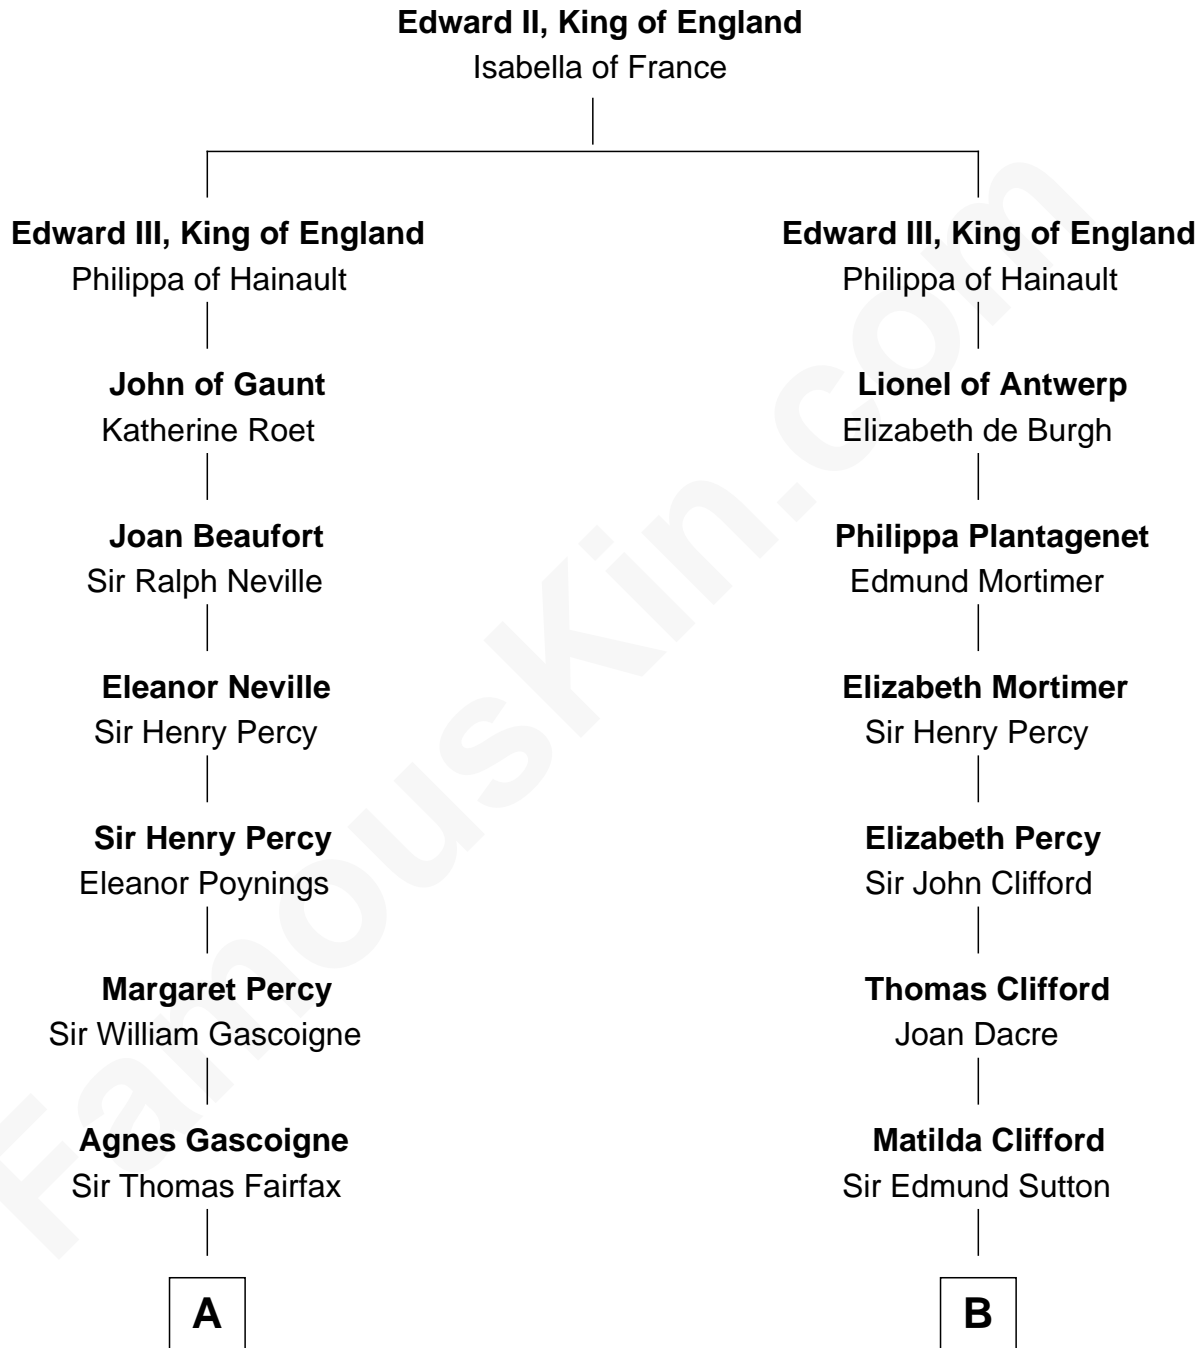 Edward II, King of England
Isabella of France
Edward III, King of England
Philippa of Hainault
Edward III, King of England
Philippa of Hainault
John of Gaunt
Katherine Roet
Lionel of Antwerp
Elizabeth de Burgh
Joan Beaufort
Sir Ralph Neville
Philippa Plantagenet
Edmund Mortimer
Eleanor Neville
Sir Henry Percy
Elizabeth Mortimer
Sir Henry Percy
Sir Henry Percy
Eleanor Poynings
Elizabeth Percy
Sir John Clifford
Margaret Percy
Sir William Gascoigne
Thomas Clifford
Joan Dacre
Agnes Gascoigne
Sir Thomas Fairfax
Matilda Clifford
Sir Edmund Sutton
A
B
FamousKin.com